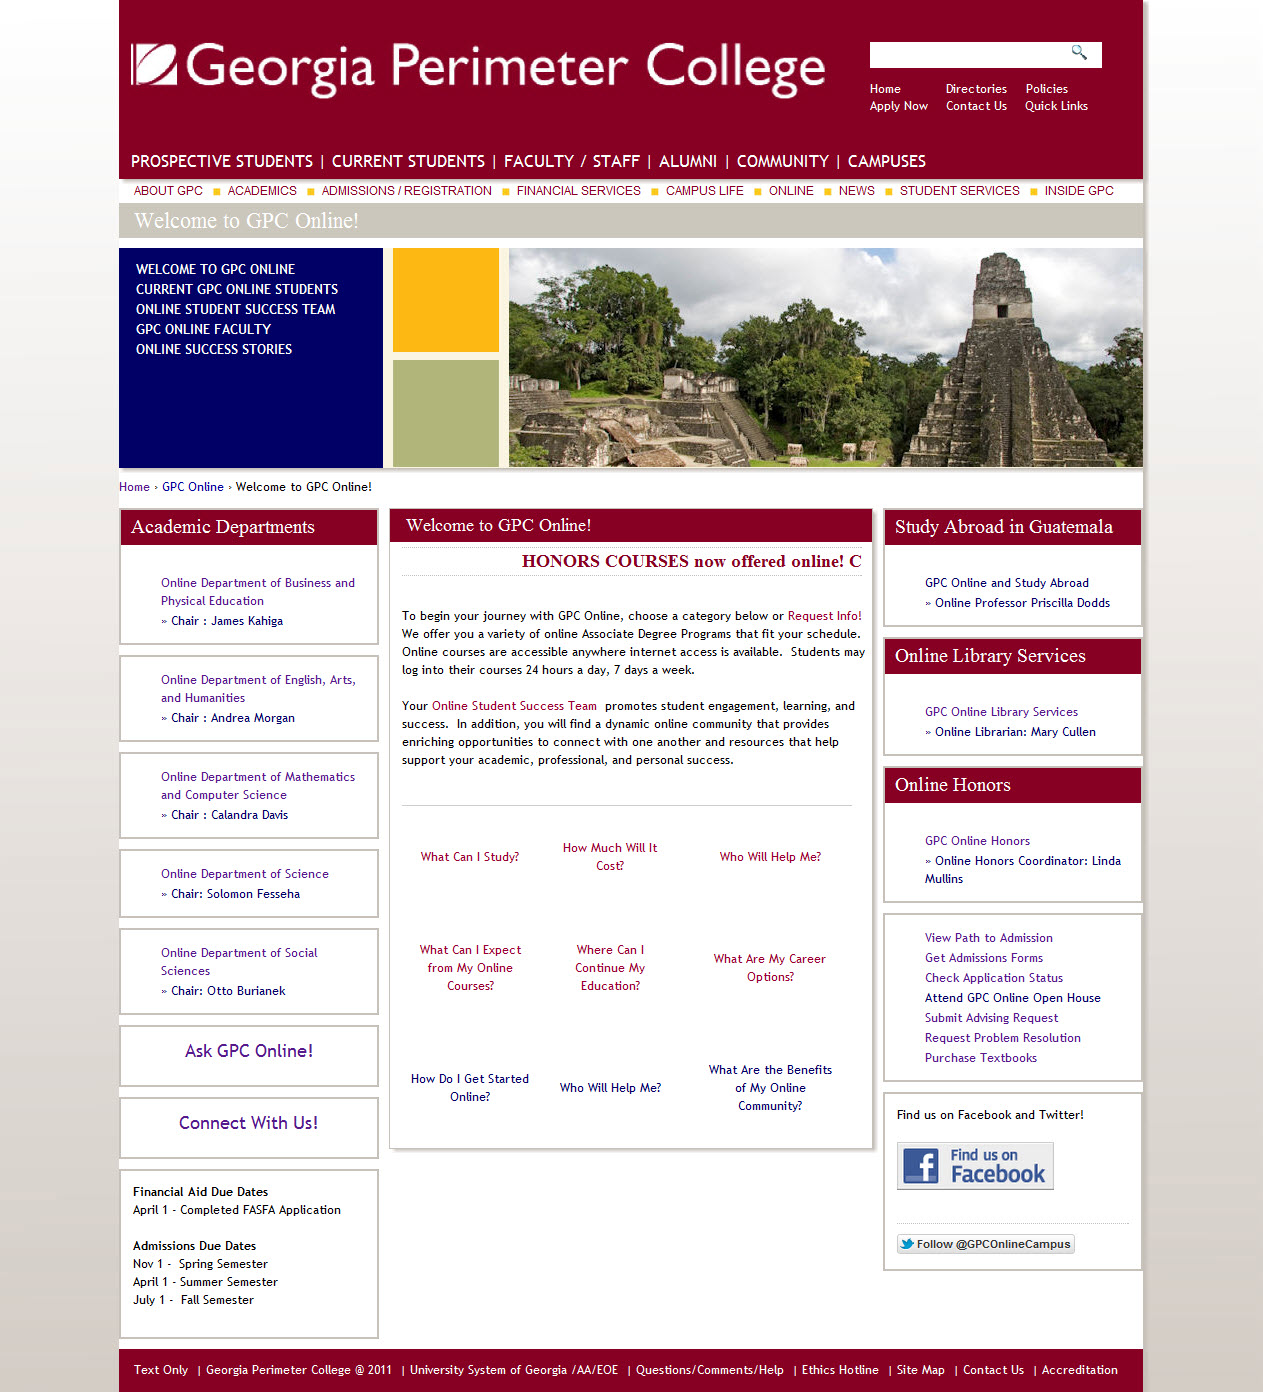 Georgia Perimeter College
Home Directories Policies
Apply Now Contact Us Quick Links
PROSPECTIVE STUDENTS | CURRENT STUDENTS | FACULTY / STAFF | ALUMNI | COMMUNITY | CAMPUSES
ABOUT GPC ACADEMICS ADMISSIONS / REGISTRATION FINANCIAL SERVICES CAMPUS LIFE ONLINE NEWS STUDENT SERVICES INSIDE GPC
Welcome to GPC Online!
WELCOME TO GPC ONLINE
CURRENT GPC ONLINE STUDENTS
ONLINE STUDENT SUCCESS TEAM
GPC ONLINE FACULTY
ONLINE SUCCESS STORIES
Home › GPC Online › Welcome to GPC Online!
Academic Departments
Online Department of Business and
Physical Education
» Chair : James Kahiga
Online Department of English, Arts,
and Humanities
» Chair : Andrea Morgan
Online Department of Mathematics
and Computer Science
» Chair : Calandra Davis
Online Department of Science
» Chair: Solomon Fesseha
Online Department of Social
Sciences
» Chair: Otto Burianek
Ask GPC Online!
Connect With Us!
Financial Aid Due Dates
April 1 - Completed FASFA Application
Admissions Due Dates
Nov 1 -  Spring Semester
April 1 - Summer Semester
July 1 -  Fall Semester
Welcome to GPC Online!
HONORS COURSES now offered online! C
To begin your journey with GPC Online, choose a category below or Request Info!
We offer you a variety of online Associate Degree Programs that fit your schedule.
Online courses are accessible anywhere internet access is available.  Students may
log into their courses 24 hours a day, 7 days a week.
Your Online Student Success Team  promotes student engagement, learning, and
success.  In addition, you will find a dynamic online community that provides
enriching opportunities to connect with one another and resources that help
support your academic, professional, and personal success.
What Can I Study?
How Much Will It
Cost?
Who Will Help Me?
What Can I Expect
from My Online
Courses?
Where Can I
Continue My
Education?
What Are My Career
Options?
How Do I Get Started
Online?
Who Will Help Me?
What Are the Benefits
of My Online
Community?
Study Abroad in Guatemala
GPC Online and Study Abroad
» Online Professor Priscilla Dodds
Online Library Services
GPC Online Library Services
» Online Librarian: Mary Cullen
Online Honors
GPC Online Honors
» Online Honors Coordinator: Linda
Mullins
View Path to Admission
Get Admissions Forms
Check Application Status
Attend GPC Online Open House
Submit Advising Request
Request Problem Resolution
Purchase Textbooks
Find us on Facebook and Twitter!
Find us on
Facebook
Follow @GPCOnlineCampus
Text Only | Georgia Perimeter College @ 2011 | University System of Georgia /AA/EOE | Questions/Comments/Help | Ethics Hotline | Site Map | Contact Us | Accreditation